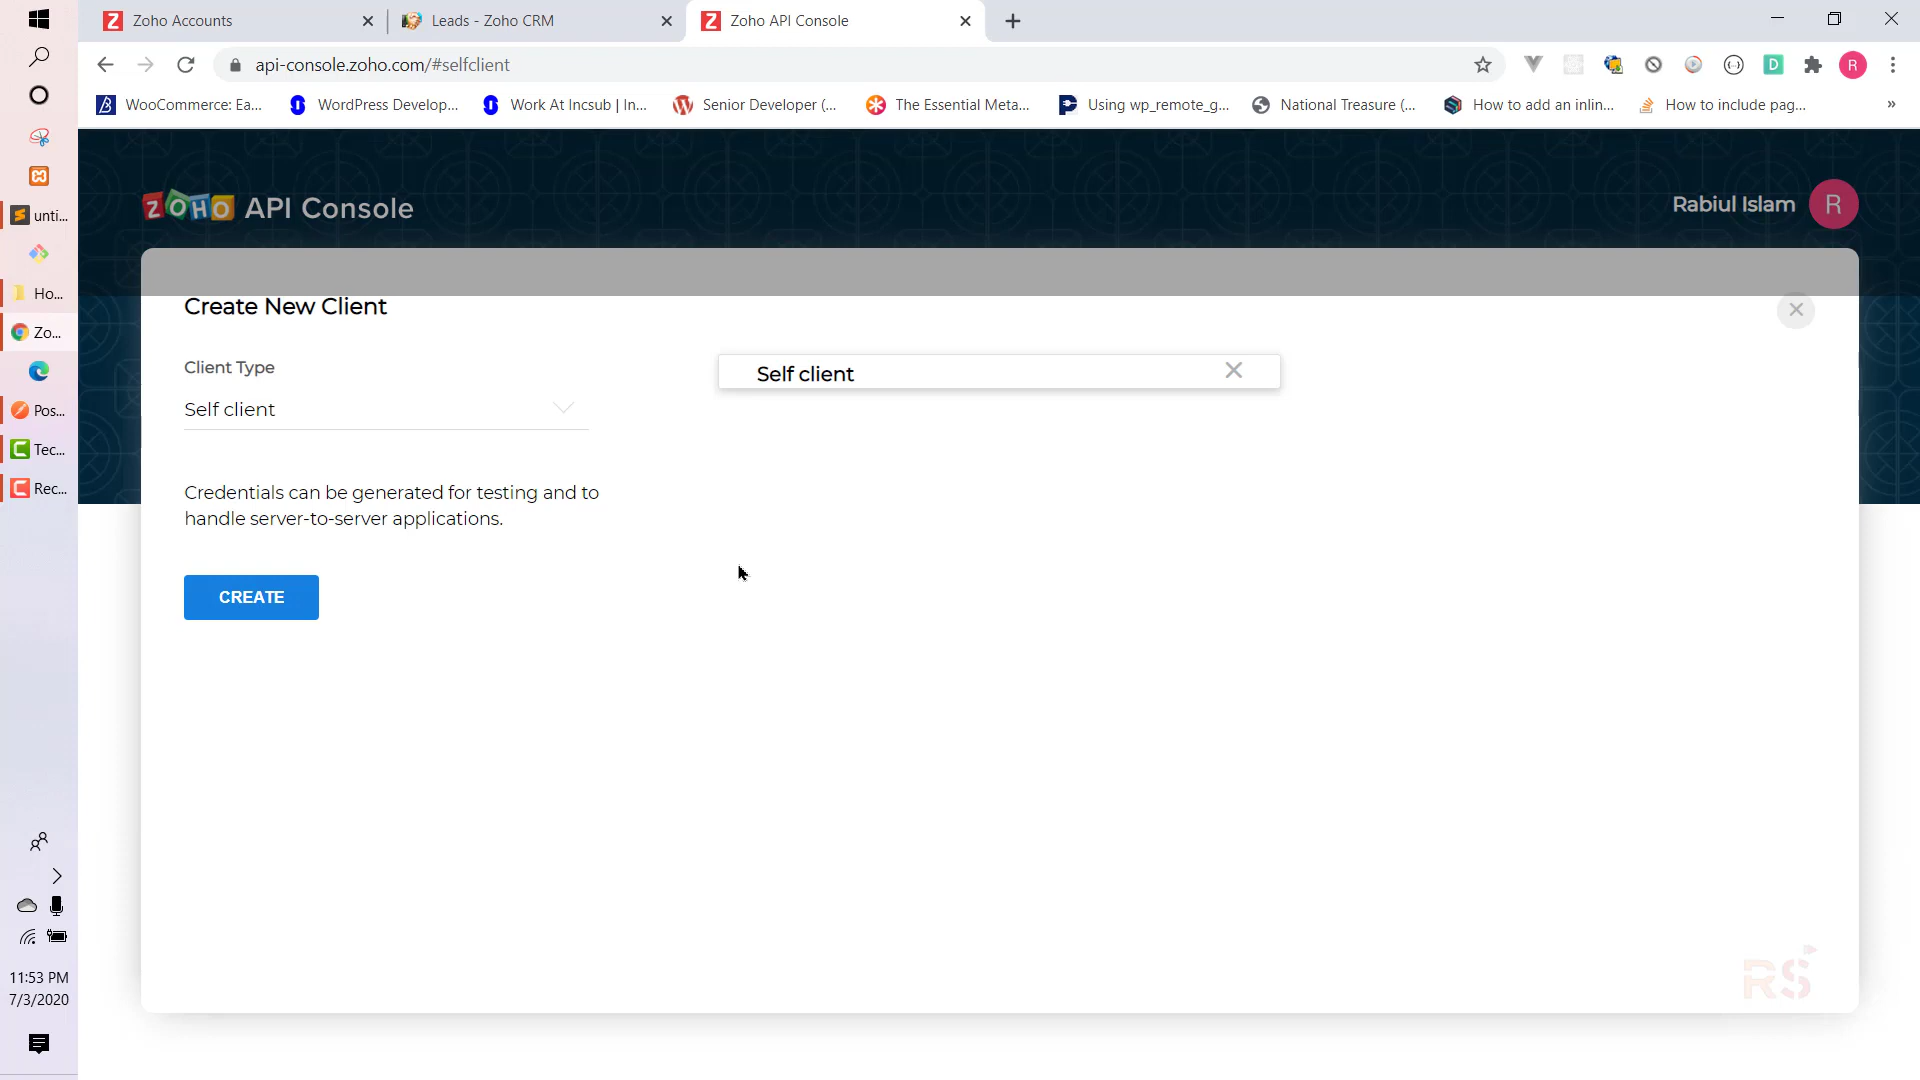 Zoho Accounts
Leads - Zoho CRM
Zoho API Console
api-console.zoho.com/#selfclient
R
WooCommerce: Ea...
WordPress Develop...
Work At Incsub | In...
Senior Developer (...
The Essential Meta...
Using wp_remote_g...
National Treasure (...
How to add an inlin...
How to include pag...
»
ZOHO API Console
Rabiul Islam
R
Create New Client
Client Type
Self client
Self client
Credentials can be generated for testing and to
handle server-to-server applications.
CREATE
unti...
Ho...
Zo...
Pos...
Tec...
Rec...
11:53 PM
7/3/2020
RS